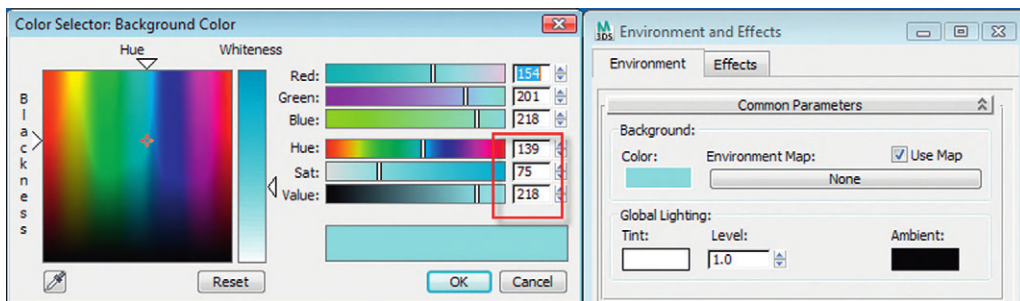 Color Selector: Background Color
Hue
Whiteness
Blackness
Red: 154
Green: 201
Blue: 218
Hue: 139
Sat: 75
Value: 218
Reset
OK
Cancel
M
3DS
Environment and Effects
Environment
Effects
Common Parameters
Background:
Color:
Environment Map:
Use Map
None
Global Lighting:
Tint:
Level:
Ambient:
1.0